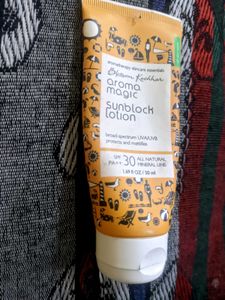 aromatherapy skincare essentials
Blossom Kochhar
aroma
magic
sunblock
lotion
broad-spectrum UVA/UVB
protects and mattifies
SPF 30 ALL NATURAL
PA++ MINERAL
1.69 fl oz / 50 ml